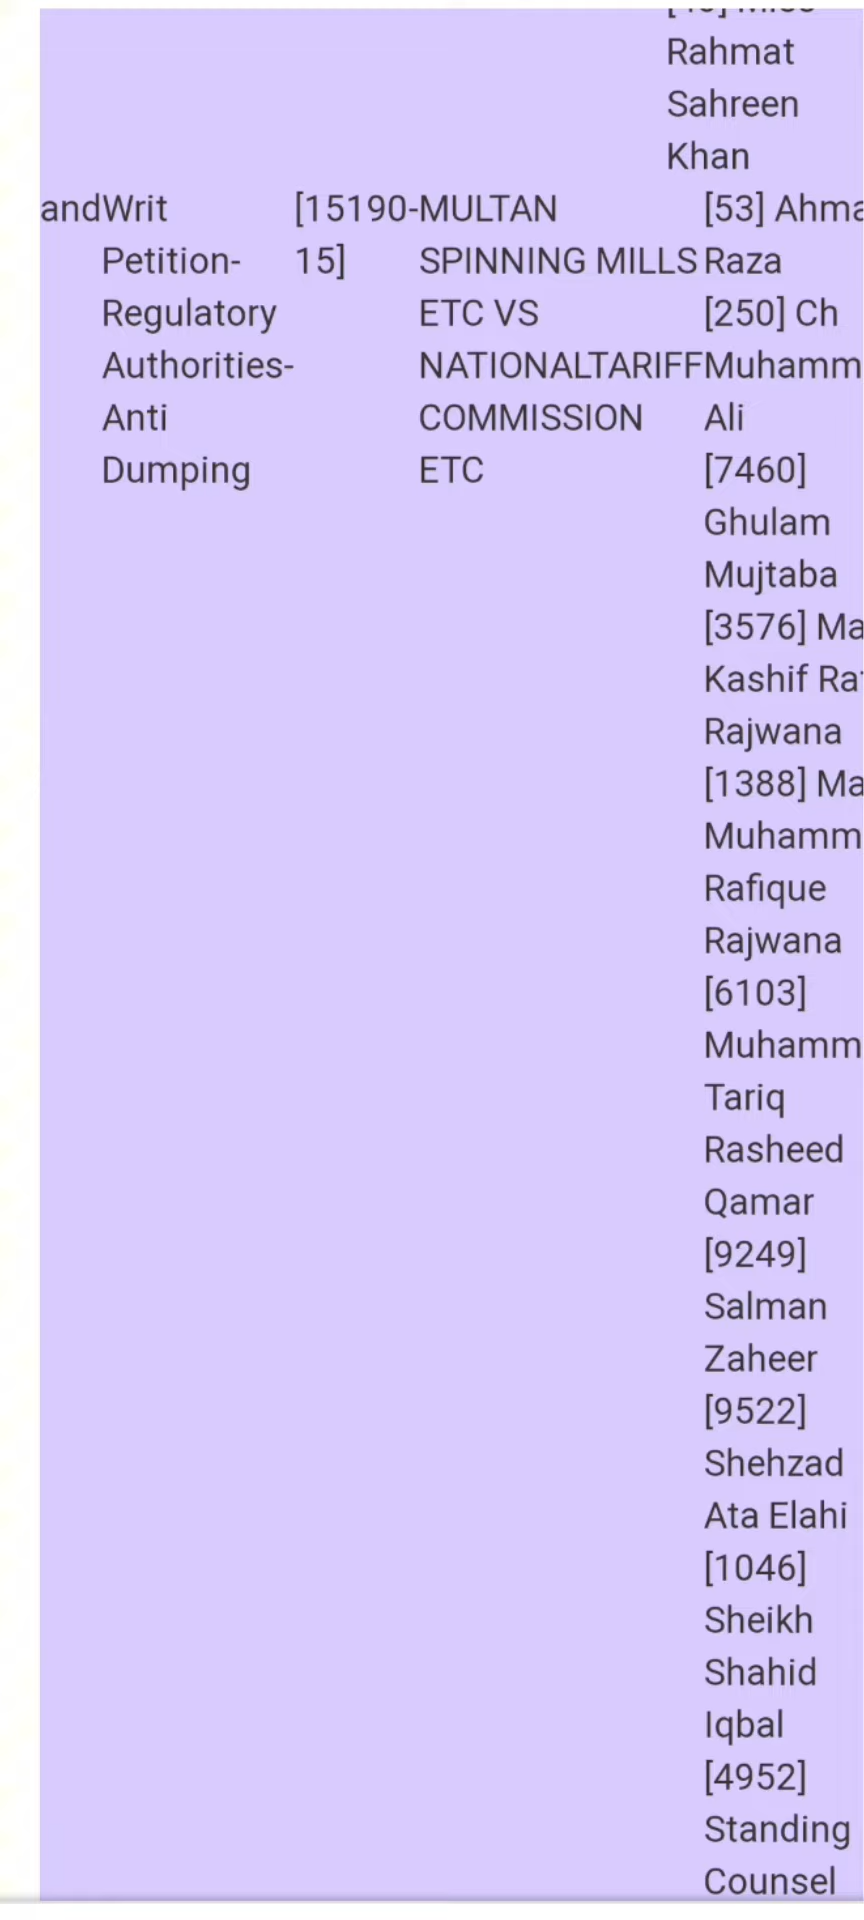 Rahmat
Sahreen
Khan
andWrit
Petition-
Regulatory
Authorities-
Anti
Dumping
[15190-
15]
MULTAN
SPINNING MILLS
ETC VS
NATIONALTARIFF
COMMISSION
ETC
[53] Ahma
Raza
[250] Ch
Muhamm
Ali
[7460]
Ghulam
Mujtaba
[3576] Ma
Kashif Ra
Rajwana
[1388] Ma
Muhamm
Rafique
Rajwana
[6103]
Muhamm
Tariq
Rasheed
Qamar
[9249]
Salman
Zaheer
[9522]
Shehzad
Ata Elahi
[1046]
Sheikh
Shahid
Iqbal
[4952]
Standing
Counsel